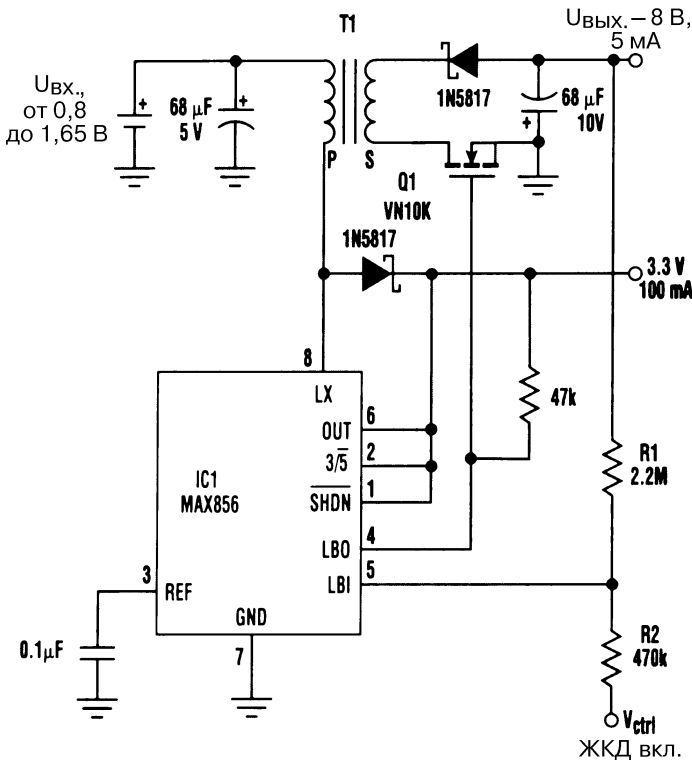 T1
Uвых.–8 В,
5 мА
Uвх.,
от 0,8
до 1,65 В
+
68 µF
5 V
+
P
S
1N5817
68 µF
10V
+
Q1
VN10K
1N5817
3.3 V
100 mA
8
LX
47k
OUT
6
3/5̅
2
S̅H̅D̅N̅
1
IC1
MAX856
R1
2.2M
LBO
4
LBI
5
3
REF
GND
7
0.1µF
R2
470k
Vctrl
ЖКД вкл.